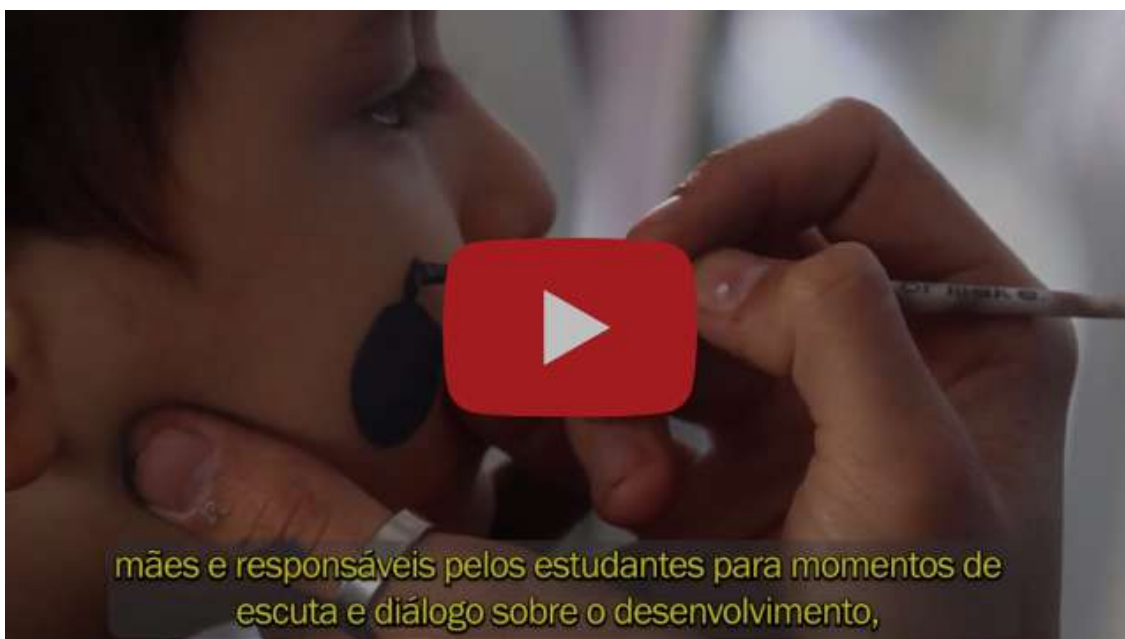 mães e responsáveis pelos estudantes para momentos de
escuta e diálogo sobre o desenvolvimento,